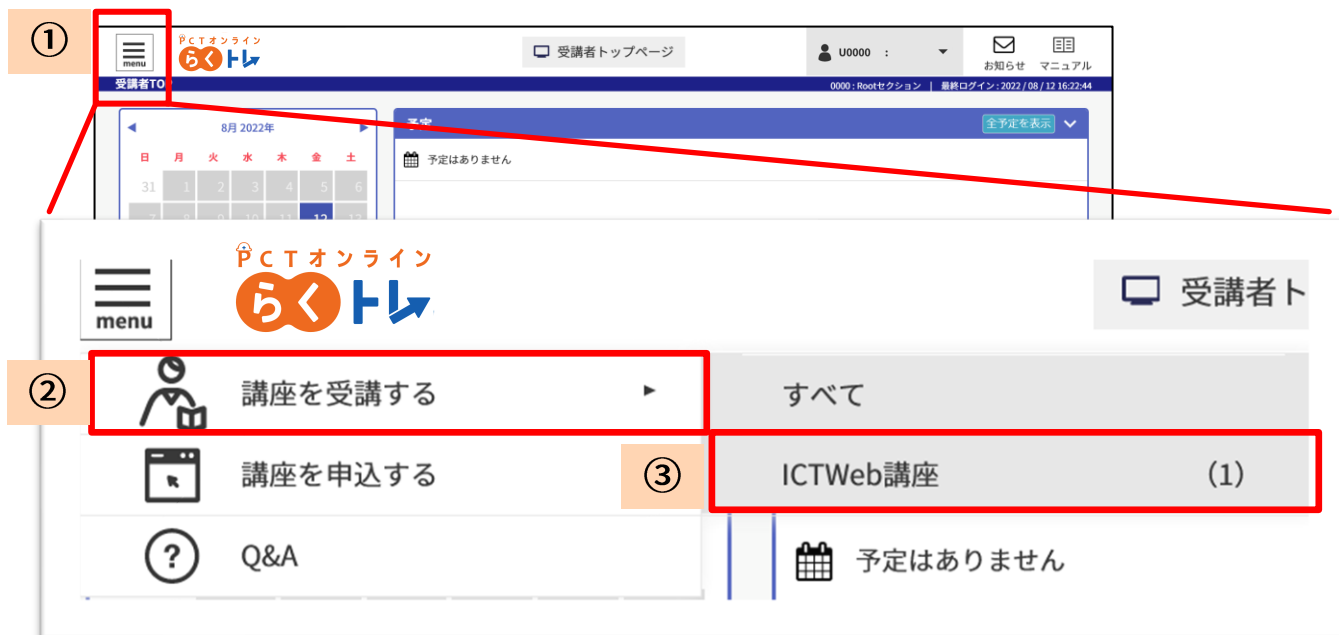 ①
menu
PCTオンライン
らくトレ
受講者トップページ
U0000 :
お知らせ
マニュアル
受講者TOP
0000 : Rootセクション | 最終ログイン : 2022 / 08 / 12 16:22:44
8月 2022年
予定
全予定を表示
日 月 火 水 木 金 土
予定はありません
31 1 2 3 4 5 6
7 8 9 10 11 12 13
menu
PCTオンライン
らくトレ
受講者ト
②
講座を受講する
すべて
講座を申込する
③
ICTWeb講座 (1)
Q&A
予定はありません